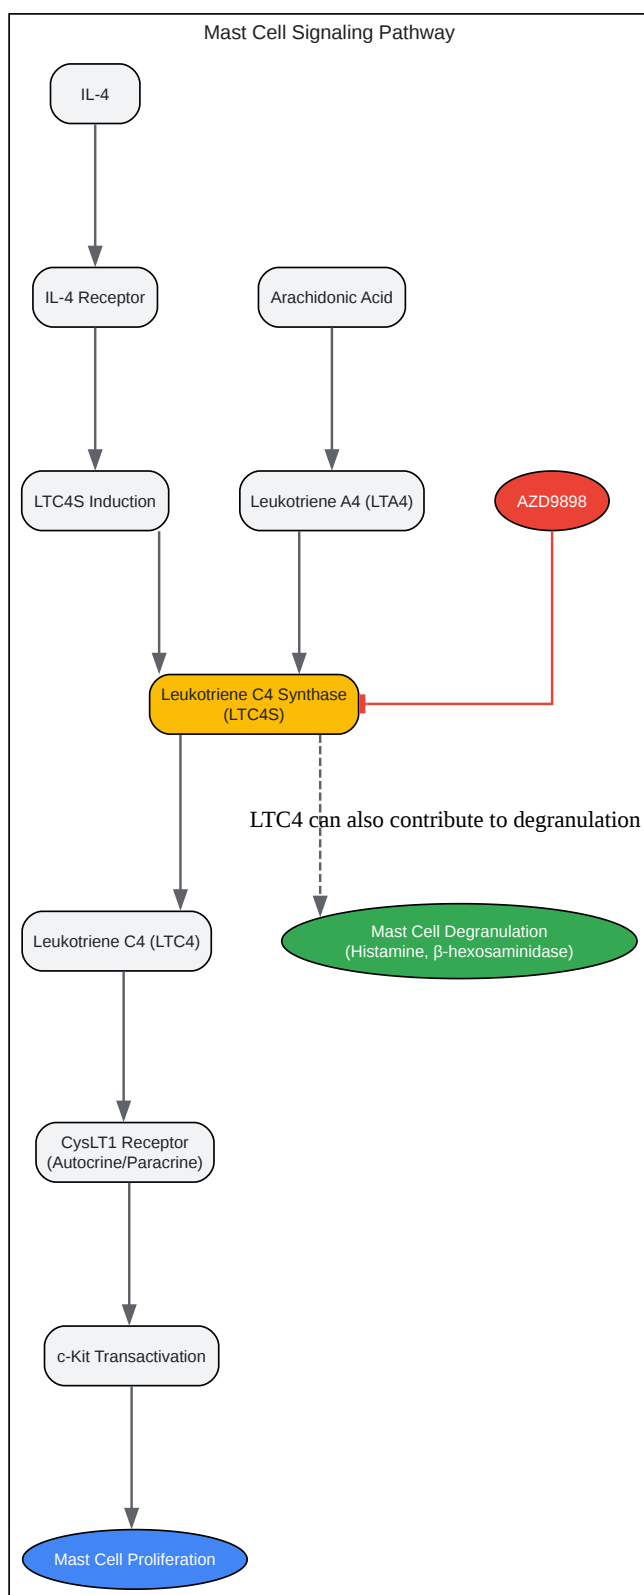 Mast Cell Signaling Pathway
IL-4
IL-4 Receptor
Arachidonic Acid
LTC4S Induction
Leukotriene A4 (LTA4)
AZD9898
Leukotriene C4 Synthase
(LTC4S)
LTC4 can also contribute to degranulation
Leukotriene C4 (LTC4)
Mast Cell Degranulation
(Histamine, β-hexosaminidase)
CysLT1 Receptor
(Autocrine/Paracrine)
c-Kit Transactivation
Mast Cell Proliferation